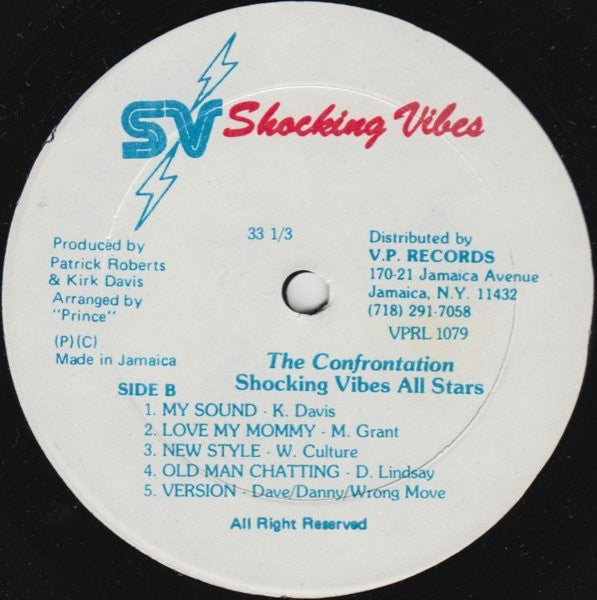 SV Shocking Vibes
33 1/3
Produced by
Patrick Roberts
& Kirk Davis
Arranged by
"Prince"
(P)(C)
Made in Jamaica
Distributed by
V.P. RECORDS
170-21 Jamaica Avenue
Jamaica, N.Y. 11432
(718) 291-7058
VPRL 1079
The Confrontation
Shocking Vibes All Stars
SIDE B
1. MY SOUND - K. Davis
2. LOVE MY MOMMY - M. Grant
3. NEW STYLE - W. Culture
4. OLD MAN CHATTING - D. Lindsay
5. VERSION - Dave/Danny/Wrong Move
All Right Reserved